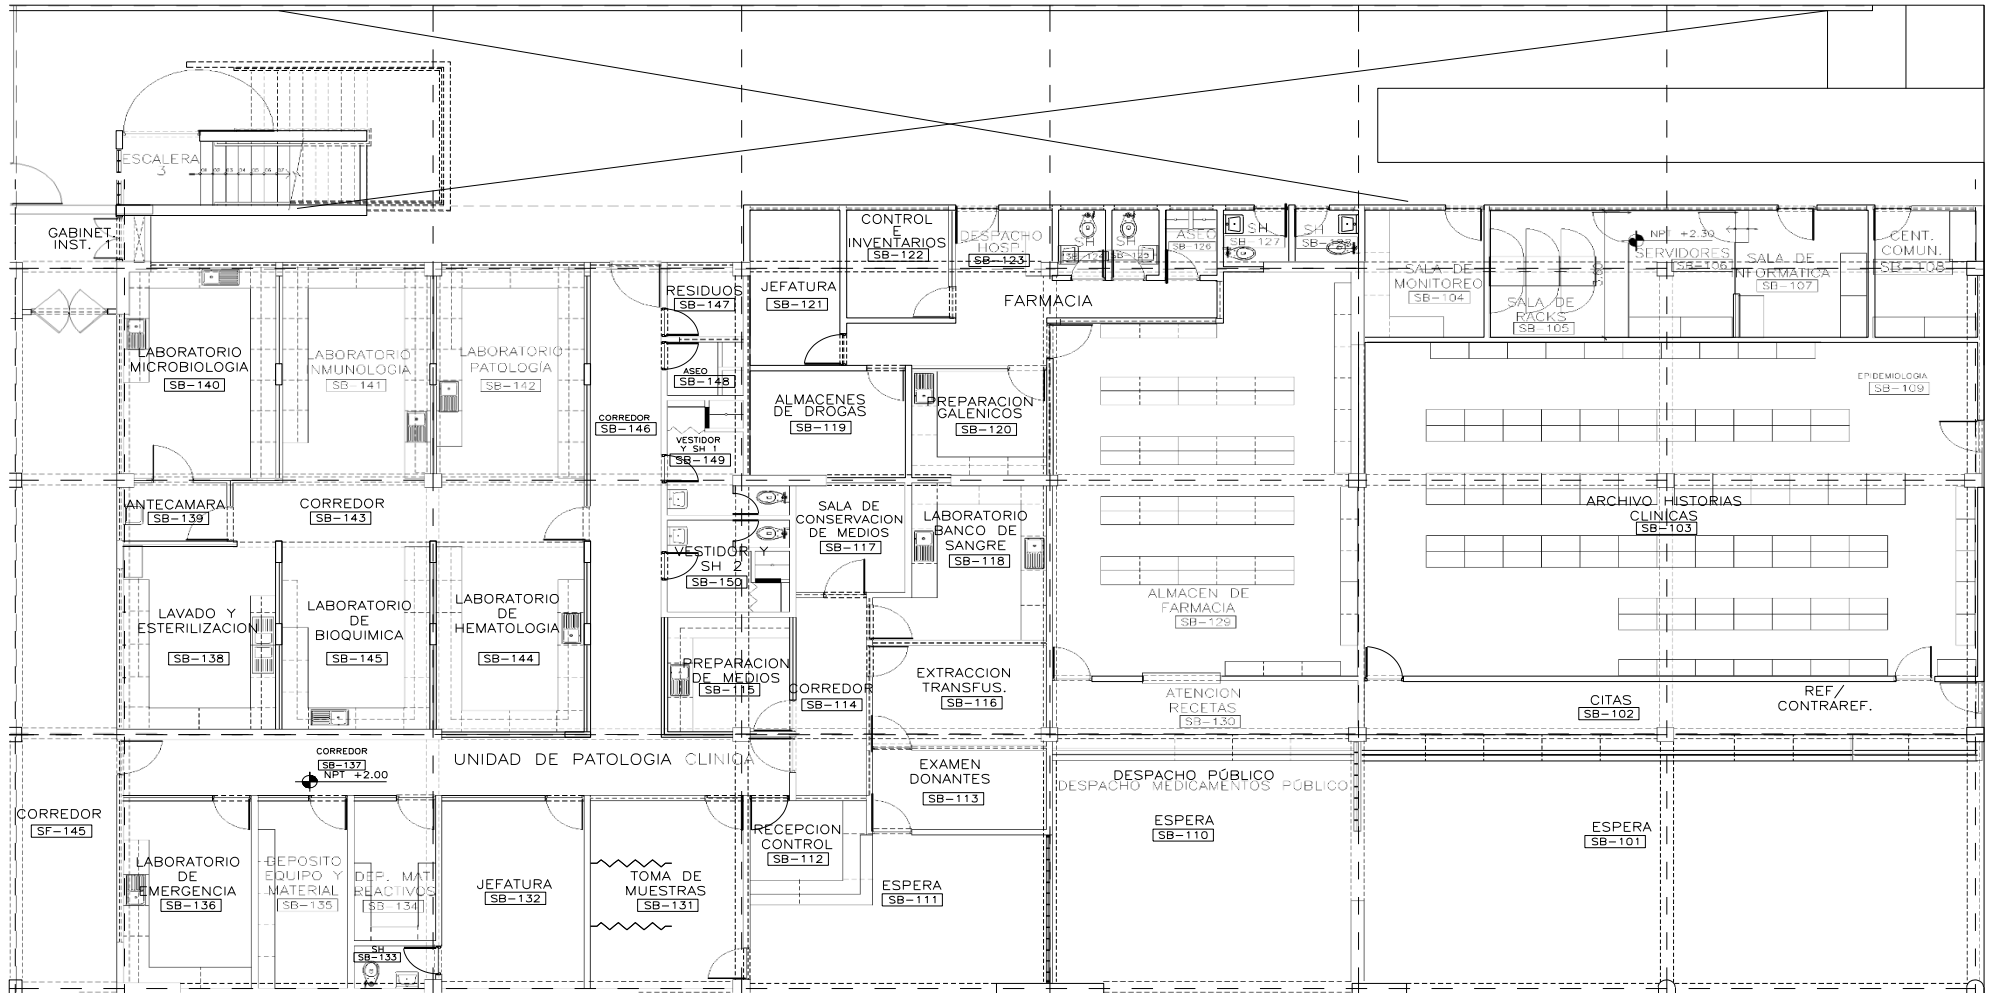 ESCALERA
3
GABINET.
INST. 1
CONTROL
E
INVENTARIOS
SB-122
DESPACHO
HOSP.
SB-123
SH
SH
SB-125
ASEO
SB-126
SH
SB-127
SH
NPT +2.30
SERVIDORES
SB-106
CENT.
COMUN.
SB-108
SALA DE
MONITOREO
SB-104
SALA DE
INFORMATICA
SB-107
SALA DE
RACKS
SB-105
JEFATURA
SB-121
RESIDUOS
SB-147
FARMACIA
LABORATORIO
MICROBIOLOGIA
SB-140
LABORATORIO
INMUNOLOGIA
SB-141
LABORATORIO
PATOLOGÍA
SB-142
ASEO
SB-148
EPIDEMIOLOGIA
SB-109
CORREDOR
SB-146
VESTIDOR
Y SH 1
SB-149
ALMACENES
DE DROGAS
SB-119
PREPARACION
GALENICOS
SB-120
ANTECAMARA
SB-139
CORREDOR
SB-143
SALA DE
CONSERVACION
DE MEDIOS
SB-117
LABORATORIO
BANCO DE
SANGRE
SB-118
ARCHIVO HISTORIAS
CLINICAS
SB-103
VESTIDOR Y
SH 2
SB-150
LAVADO Y
ESTERILIZACION
SB-138
LABORATORIO
DE
BIOQUIMICA
SB-145
LABORATORIO
DE
HEMATOLOGIA
SB-144
ALMACEN DE
FARMACIA
SB-129
PREPARACION
DE MEDIOS
SB-115
CORREDOR
SB-114
EXTRACCION
TRANSFUS.
SB-116
ATENCION
RECETAS
SB-130
CITAS
SB-102
REF/
CONTRAREF.
CORREDOR
SB-137
NPT +2.00
UNIDAD DE PATOLOGIA CLINICA
EXAMEN
DONANTES
SB-113
DESPACHO PÚBLICO
DESPACHO MEDICAMENTOS PÚBLICO
CORREDOR
SF-145
RECEPCION
CONTROL
SB-112
ESPERA
SB-110
ESPERA
SB-101
LABORATORIO
DE
EMERGENCIA
SB-136
DEPOSITO
EQUIPO Y
MATERIAL
SB-135
DEP. MAT.
REACTIVOS
SB-134
JEFATURA
SB-132
TOMA DE
MUESTRAS
SB-131
ESPERA
SB-111
SH
SB-133